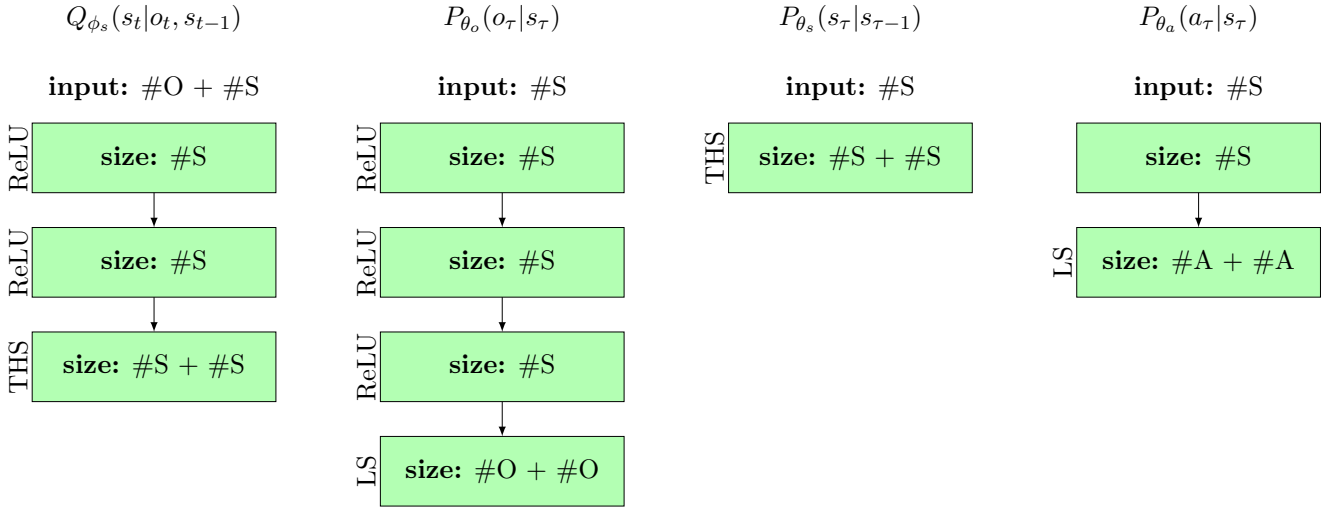 Q_{ϕ_s}(s_t|o_t, s_{t−1})
input: #O + #S
ReLU
size: #S
ReLU
size: #S
THS
size: #S + #S
P_{θ_o}(o_τ|s_τ)
input: #S
ReLU
size: #S
ReLU
size: #S
ReLU
size: #S
LS
size: #O + #O
P_{θ_s}(s_τ|s_{τ−1})
input: #S
THS
size: #S + #S
P_{θ_a}(a_τ|s_τ)
input: #S
size: #S
LS
size: #A + #A